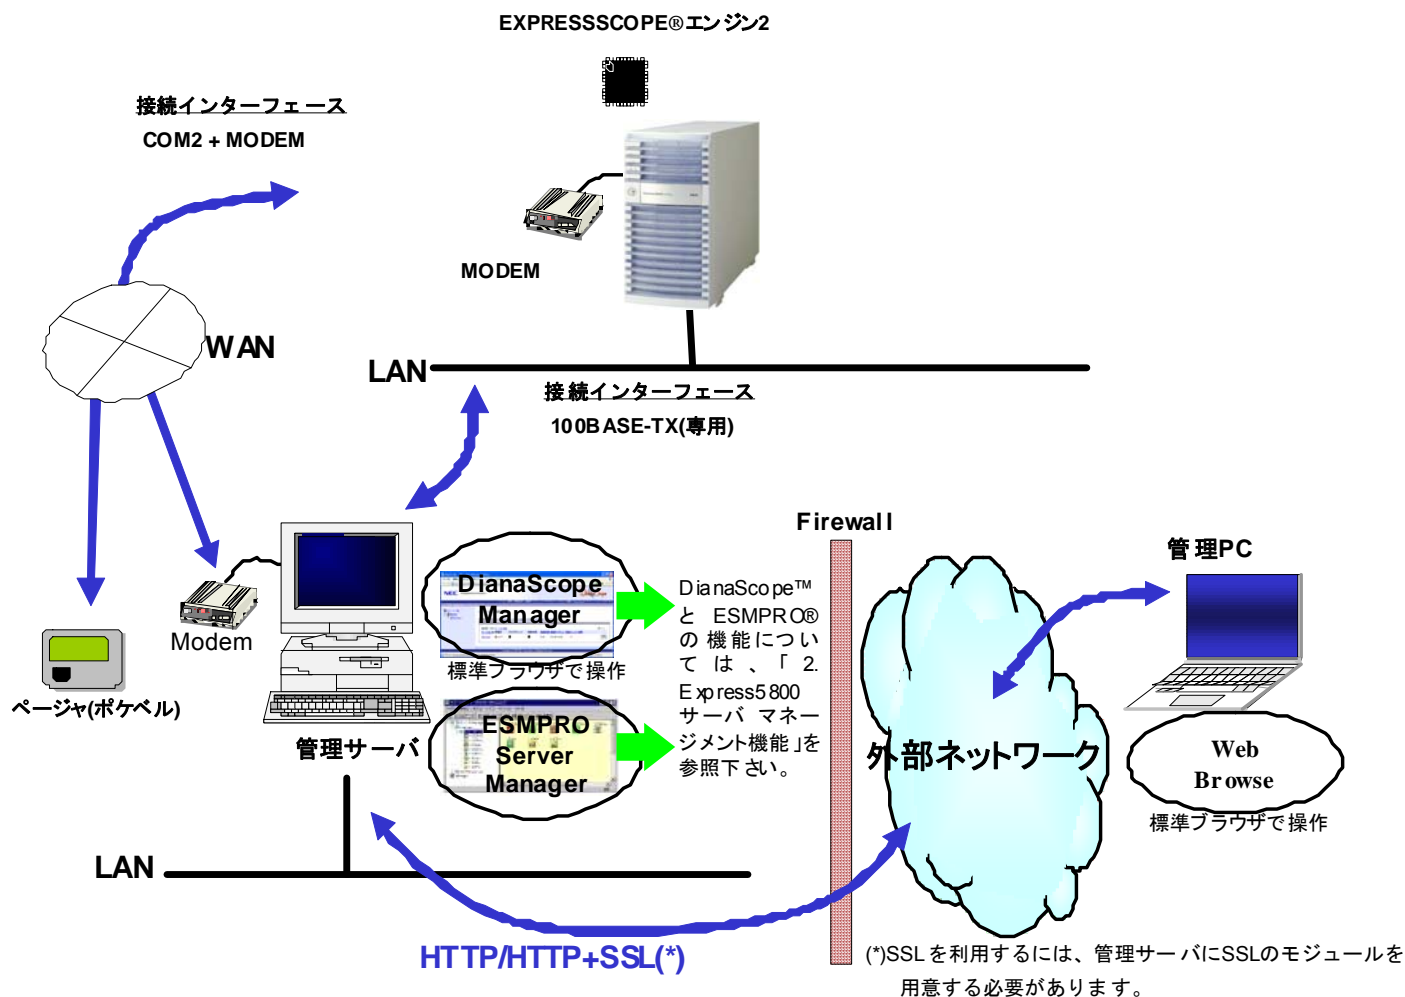 EXPRESSSCOPE®エンジン2
接続インターフェース
COM2 + MODEM
MODEM
WAN
LAN
接続インターフェース
100BASE-TX(専用)
Firewall
管理PC
DianaScope
Manager
標準ブラウザで操作
DianaScope™
と ESMPRO®
の機能につい
ては、「2.
Express5800
サーバ マネー
ジメント機能」を
参照下さい。
Modem
ページャ(ポケベル)
管理サーバ
ESMPRO
Server
Manager
外部ネットワーク
Web
Browse
標準ブラウザで操作
LAN
HTTP/HTTP+SSL(*)
(*)SSLを利用するには、管理サーバにSSLのモジュールを
用意する必要があります。